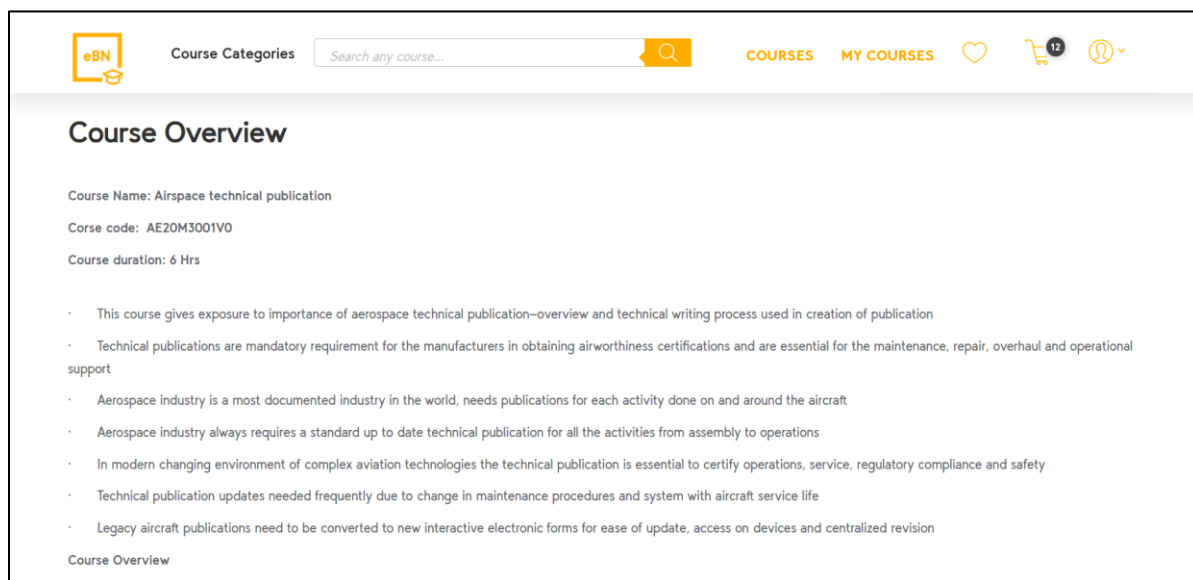 eBN
Course Categories
Search any course...
COURSES
MY COURSES
12
Course Overview
Course Name: Airspace technical publication
Corse code: AE20M3001V0
Course duration: 6 Hrs
· This course gives exposure to importance of aerospace technical publication–overview and technical writing process used in creation of publication
· Technical publications are mandatory requirement for the manufacturers in obtaining airworthiness certifications and are essential for the maintenance, repair, overhaul and operational
support
· Aerospace industry is a most documented industry in the world, needs publications for each activity done on and around the aircraft
· Aerospace industry always requires a standard up to date technical publication for all the activities from assembly to operations
· In modern changing environment of complex aviation technologies the technical publication is essential to certify operations, service, regulatory compliance and safety
· Technical publication updates needed frequently due to change in maintenance procedures and system with aircraft service life
· Legacy aircraft publications need to be converted to new interactive electronic forms for ease of update, access on devices and centralized revision
Course Overview